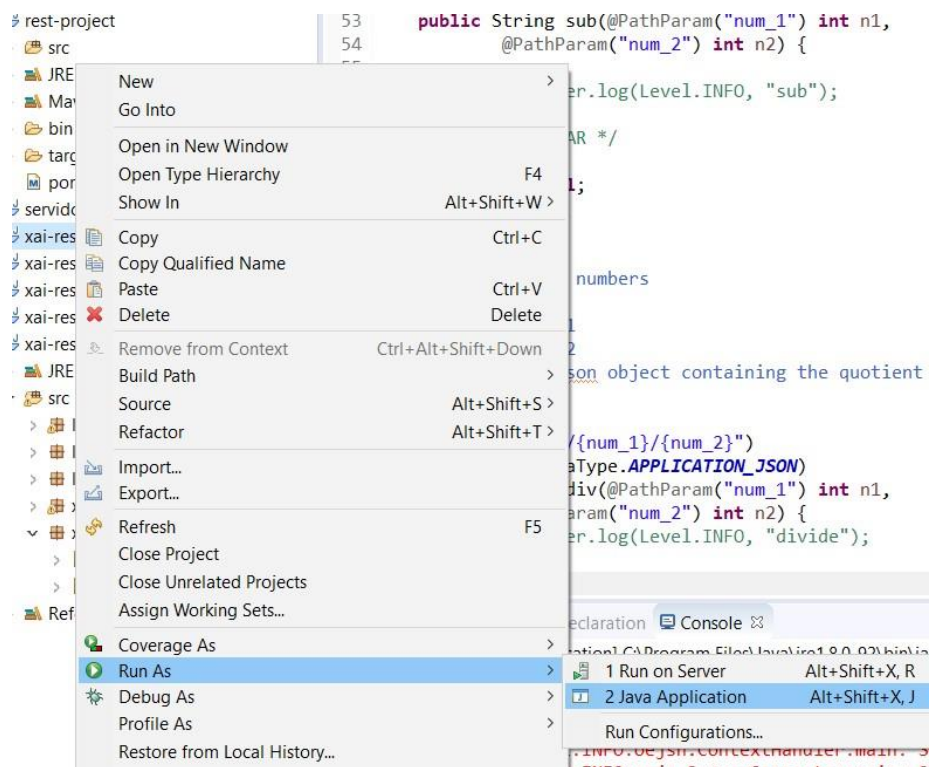 rest-project
src
JRE
Ma
bin
targ
por
servido
xai-res
xai-res
xai-res
xai-res
xai-res
JRE
src
Ref
53 public String sub(@PathParam("num_1") int n1,
54 @PathParam("num_2") int n2) {
er.log(Level.INFO, "sub");
AR */
1;
numbers
1
2
son object containing the quotient
/{num_1}/{num_2}")
aType.APPLICATION_JSON)
div(@PathParam("num_1") int n1,
aram("num_2") int n2) {
er.log(Level.INFO, "divide");
New >
Go Into
Open in New Window
Open Type Hierarchy F4
Show In Alt+Shift+W >
Copy Ctrl+C
Copy Qualified Name
Paste Ctrl+V
Delete Delete
Remove from Context Ctrl+Alt+Shift+Down
Build Path >
Source Alt+Shift+S >
Refactor Alt+Shift+T >
Import...
Export...
Refresh F5
Close Project
Close Unrelated Projects
Assign Working Sets...
Coverage As >
Run As >
Debug As >
Profile As >
Restore from Local History...
eclaration Console
1 Run on Server Alt+Shift+X, R
2 Java Application Alt+Shift+X, J
Run Configurations...